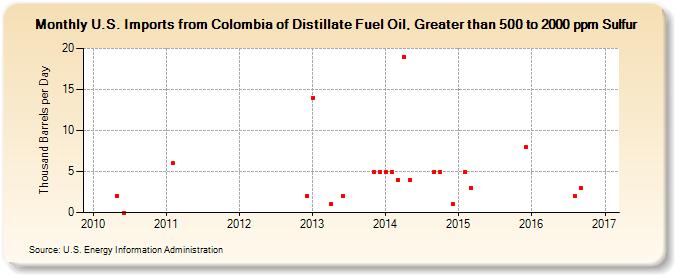 Monthly U.S. Imports from Colombia of Distillate Fuel Oil, Greater than 500 to 2000 ppm Sulfur
Thousand Barrels per Day
20
15
10
5
0
2010 2011 2012 2013 2014 2015 2016 2017
Source: U.S. Energy Information Administration